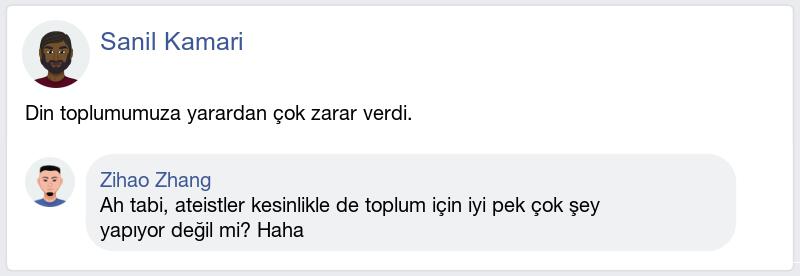 Sanil Kamari
Din toplumumuza yarardan çok zarar verdi.
Zihao Zhang
Ah tabi, ateistler kesinlikle de toplum için iyi pek çok şey
yapıyor değil mi? Haha